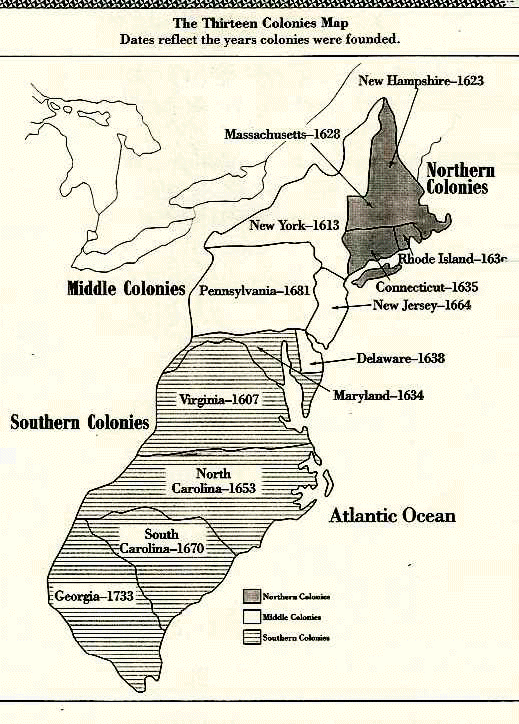 The Thirteen Colonies Map
Dates reflect the years colonies were founded.
New Hampshire–1623
Massachusetts–1628
Northern
Colonies
New York–1613
Rhode Island–163
Middle Colonies
Pennsylvania–1681
Connecticut–1635
New Jersey–1664
Delaware–1638
Maryland–1634
Virginia–1607
Southern Colonies
North
Carolina–1653
Atlantic Ocean
South
Carolina–1670
Georgia–1733
Northern Colonies
Middle Colonies
Southern Colonies